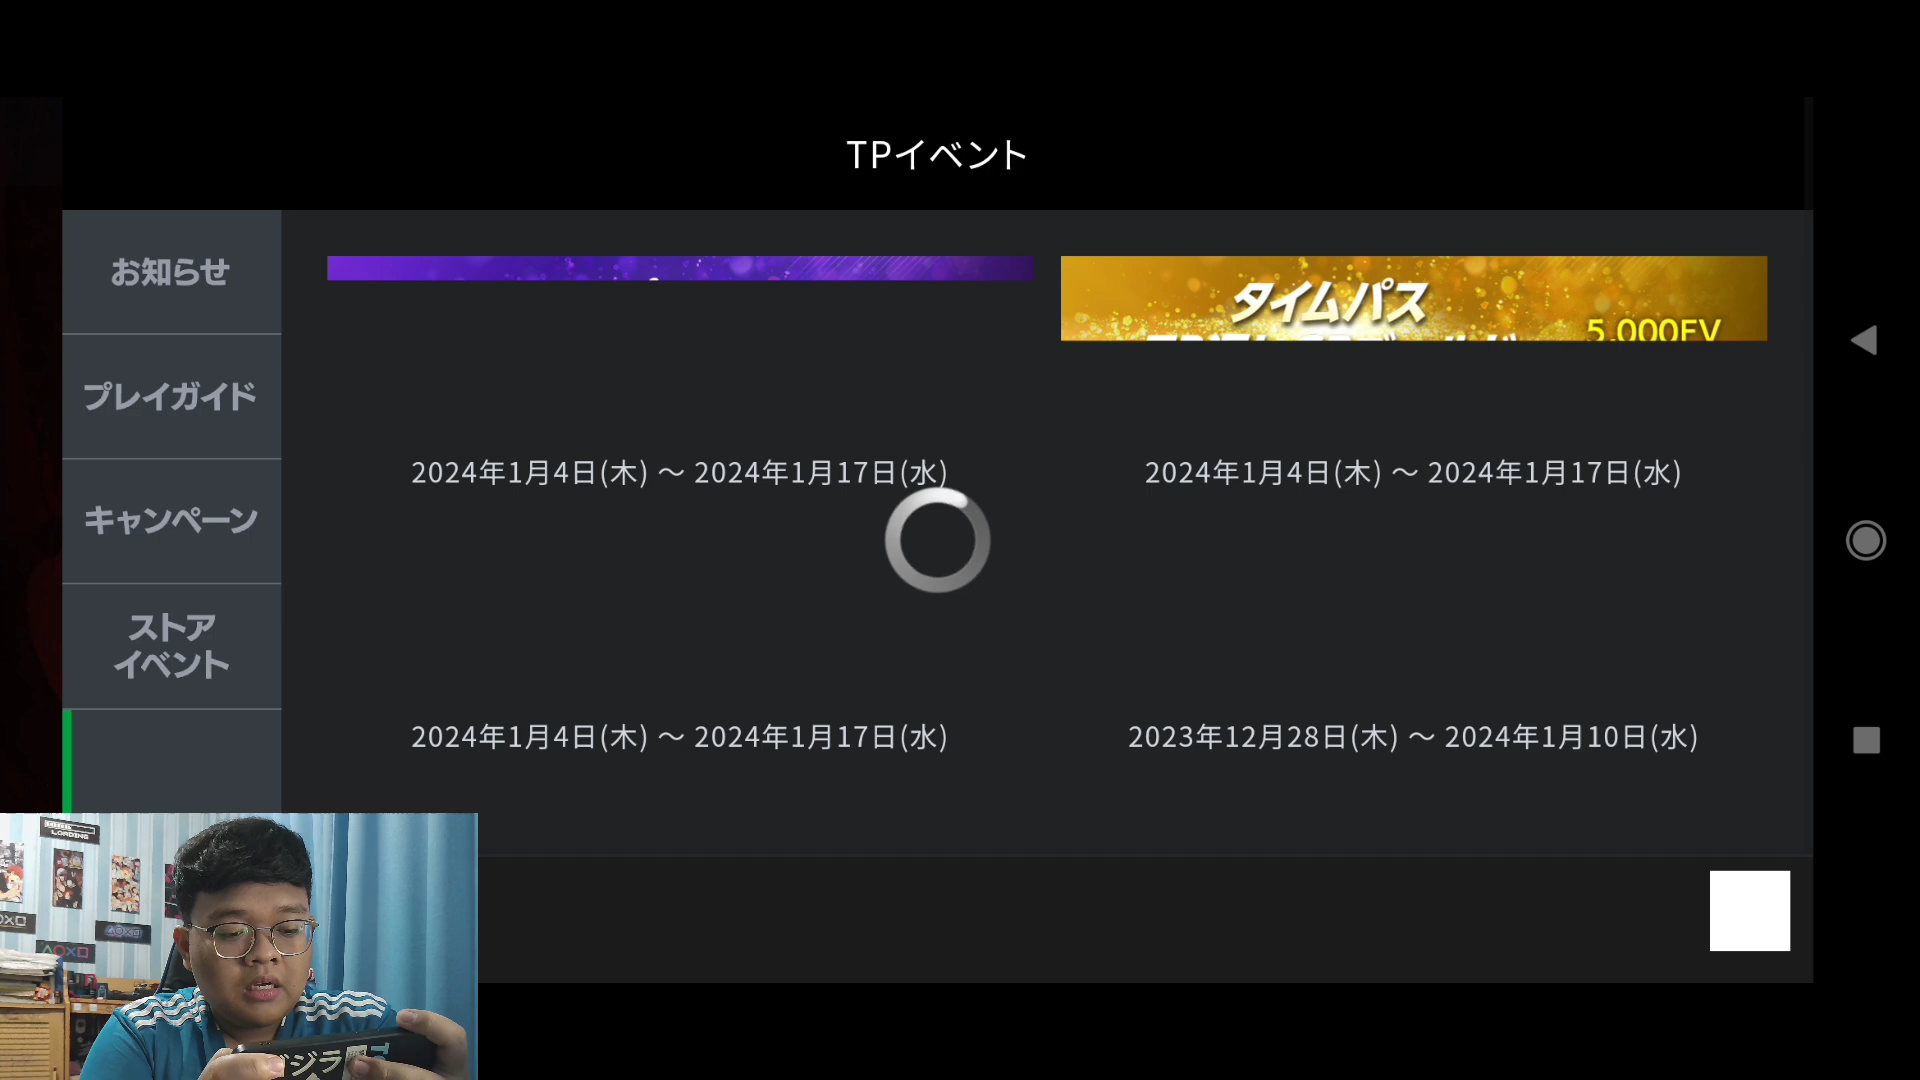 TPイベント
お知らせ
プレイガイド
キャンペーン
ストア
イベント
タイムパス
5,000EV
2024年1月4日(木) ～ 2024年1月17日(水)
2024年1月4日(木) ～ 2024年1月17日(水)
2024年1月4日(木) ～ 2024年1月17日(水)
2023年12月28日(木) ～ 2024年1月10日(水)
LOADING
ジラ